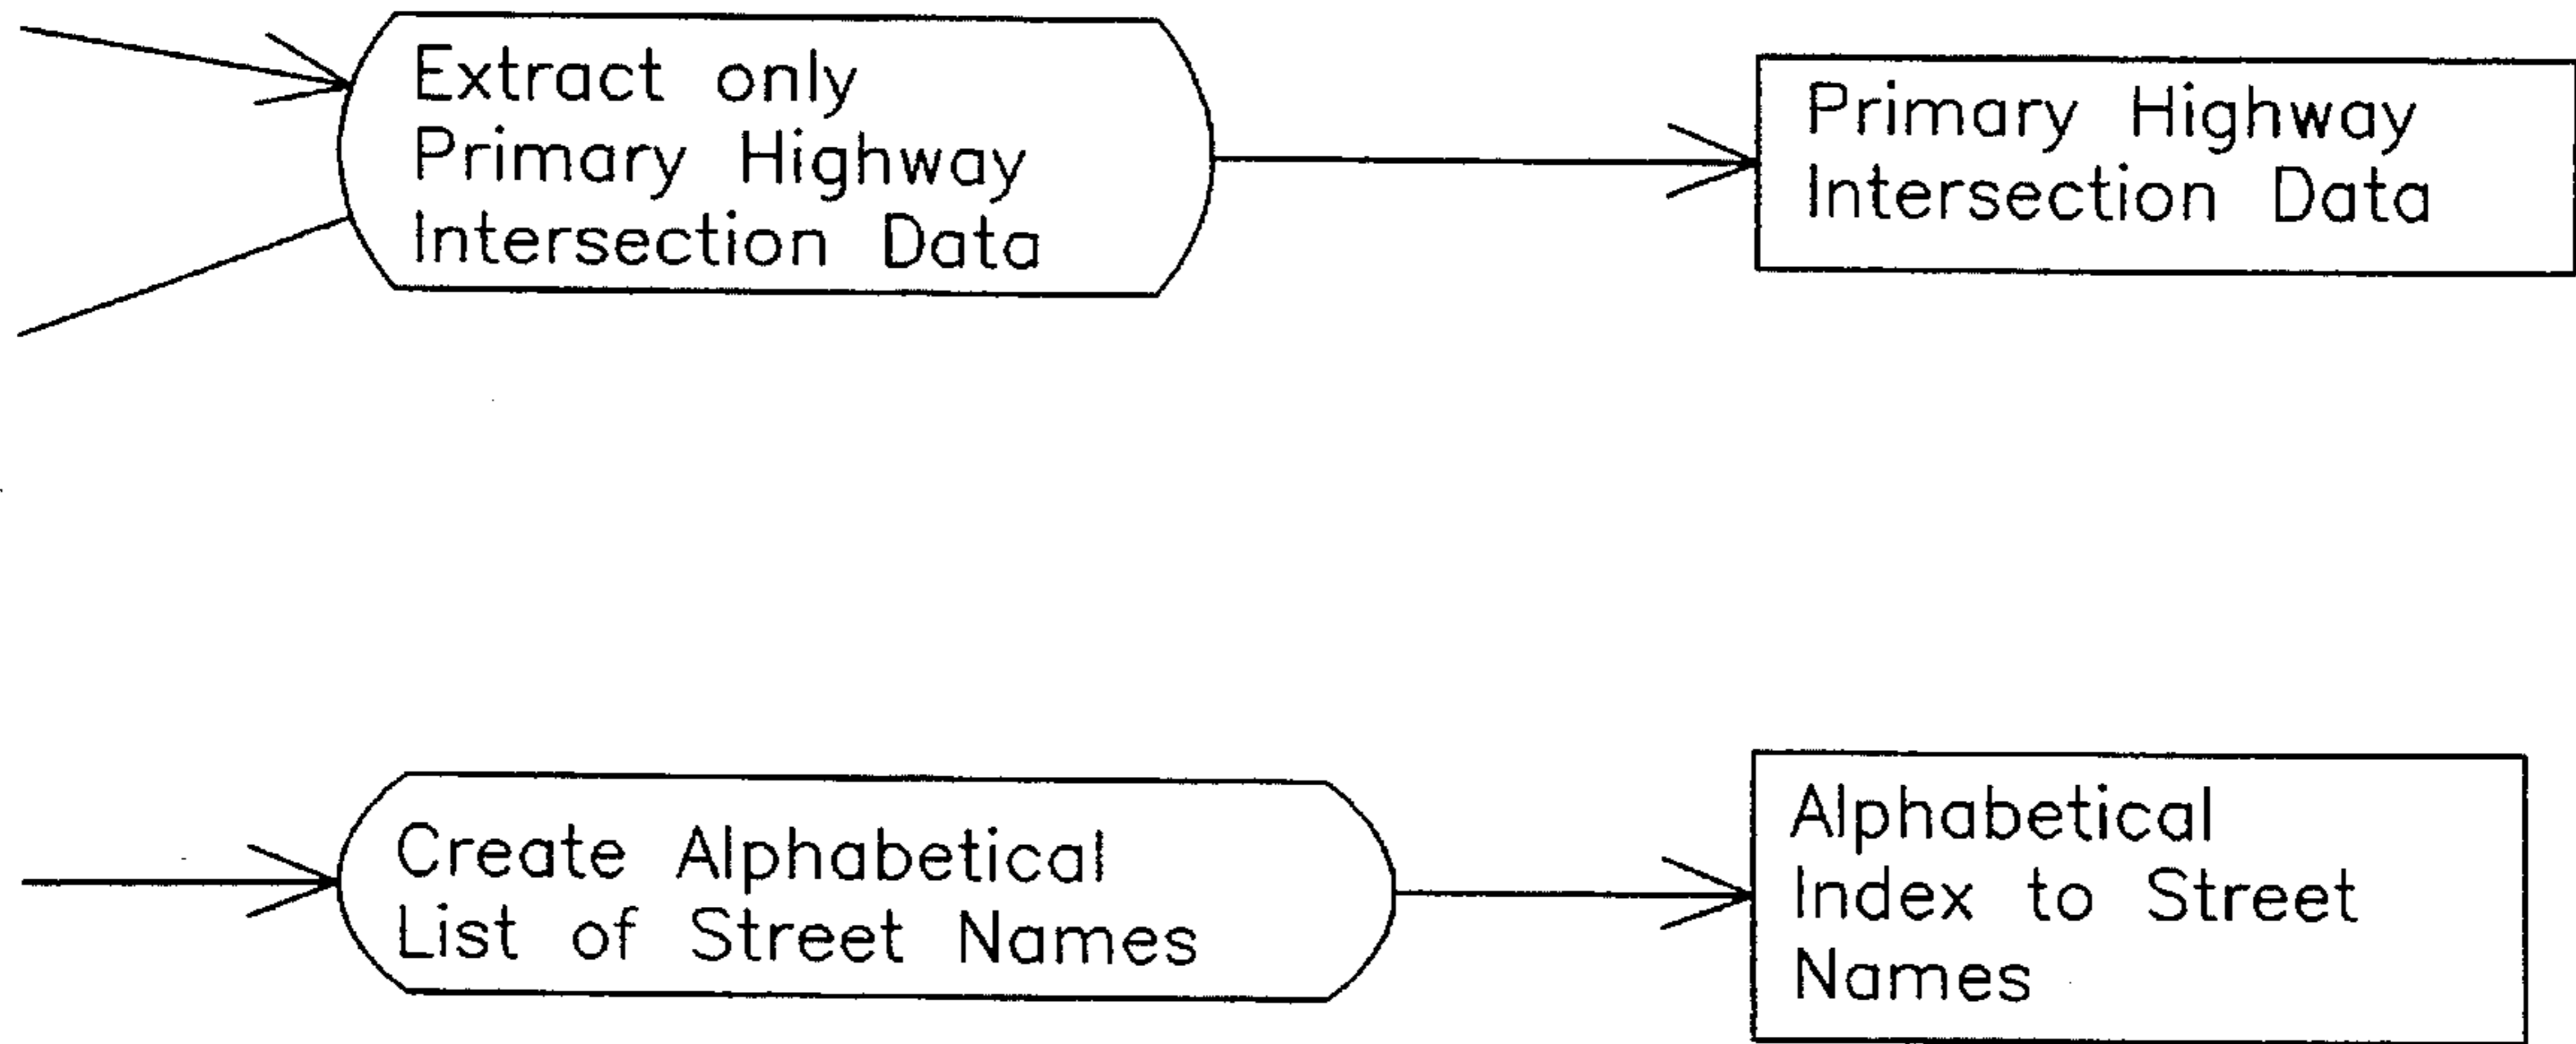 Extract only
Primary Highway
Intersection Data
Primary Highway
Intersection Data
Create Alphabetical
List of Street Names
Alphabetical
Index to Street
Names